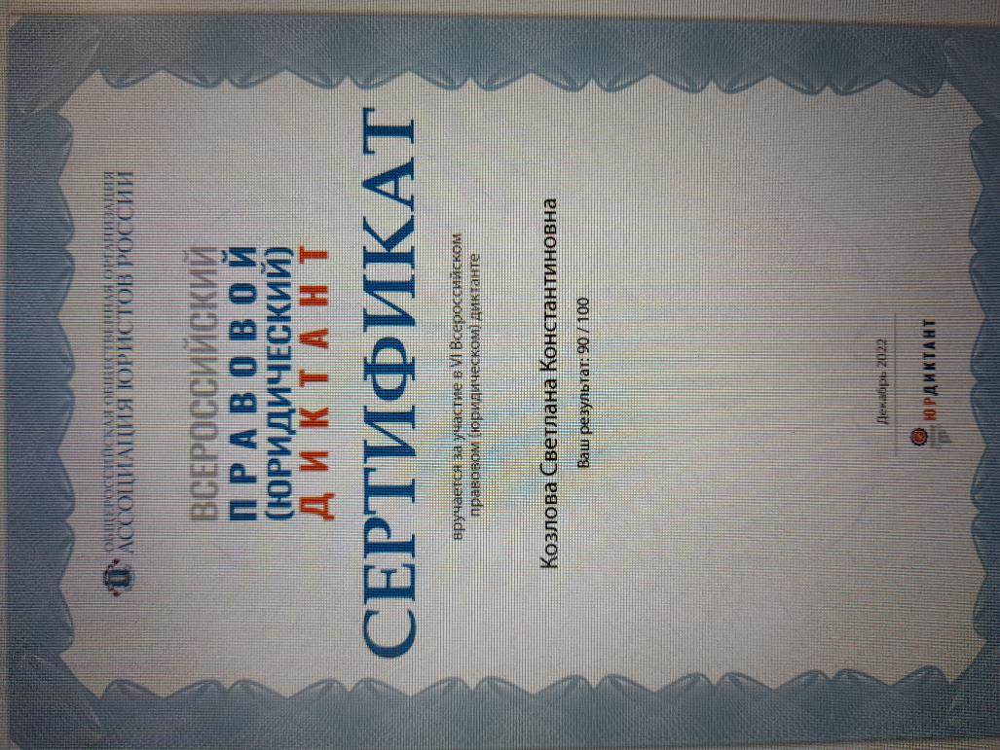 ОБЩЕРОССИЙСКАЯ ОБЩЕСТВЕННАЯ ОРГАНИЗАЦИЯ
АССОЦИАЦИЯ ЮРИСТОВ РОССИИ
ВСЕРОССИЙСКИЙ
ПРАВОВОЙ
(ЮРИДИЧЕСКИЙ)
ДИКТАНТ
СЕРТИФИКАТ
вручается за участие в VI Всероссийском
правовом (юридическом) диктанте
Козлова Светлана Константиновна
Ваш результат: 90 / 100
Декабрь 2022
ЮРДИКТАНТ